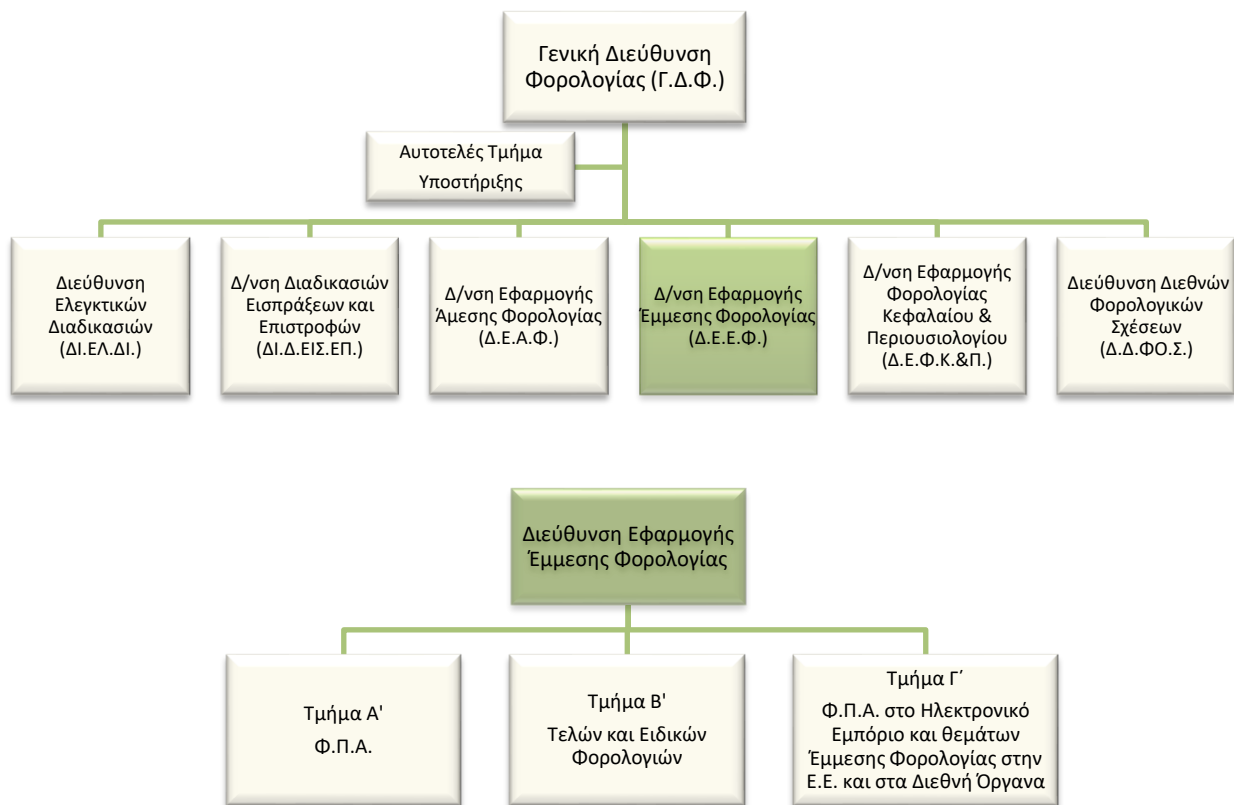 Γενική Διεύθυνση
Φορολογίας (Γ.Δ.Φ.)
Αυτοτελές Τμήμα
Υποστήριξης
Διεύθυνση
Ελεγκτικών
Διαδικασιών
(ΔΙ.ΕΛ.ΔΙ.)
Δ/νση Διαδικασιών
Εισπράξεων και
Επιστροφών
(ΔΙ.Δ.ΕΙΣ.ΕΠ.)
Δ/νση Εφαρμογής
Άμεσης Φορολογίας
(Δ.Ε.Α.Φ.)
Δ/νση Εφαρμογής
Έμμεσης Φορολογίας
(Δ.Ε.Ε.Φ.)
Δ/νση Εφαρμογής
Φορολογίας
Κεφαλαίου &
Περιουσιολογίου
(Δ.Ε.Φ.Κ.&Π.)
Διεύθυνση Διεθνών
Φορολογικών
Σχέσεων
(Δ.Δ.ΦΟ.Σ.)
Διεύθυνση Εφαρμογής
Έμμεσης Φορολογίας
Τμήμα Α'
Φ.Π.Α.
Τμήμα Β'
Τελών και Ειδικών
Φορολογιών
Τμήμα Γ΄
Φ.Π.Α. στο Ηλεκτρονικό
Εμπόριο και θεμάτων
Έμμεσης Φορολογίας στην
Ε.Ε. και στα Διεθνή Όργανα